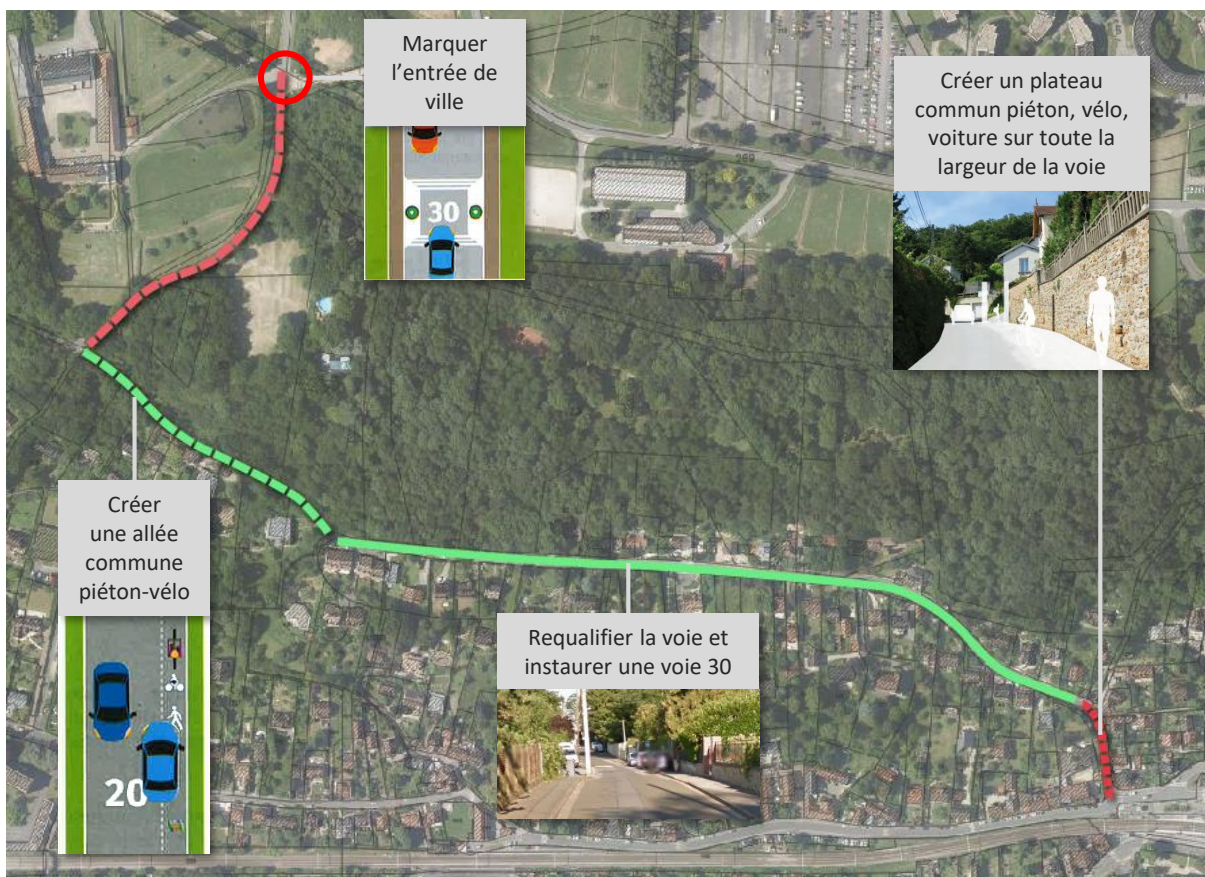 Marquer
l'entrée de
ville
30
Créer un plateau
commun piéton, vélo,
voiture sur toute la
largeur de la voie
Créer
une allée
commune
piéton-vélo
20
Requalifier la voie et
instaurer une voie 30